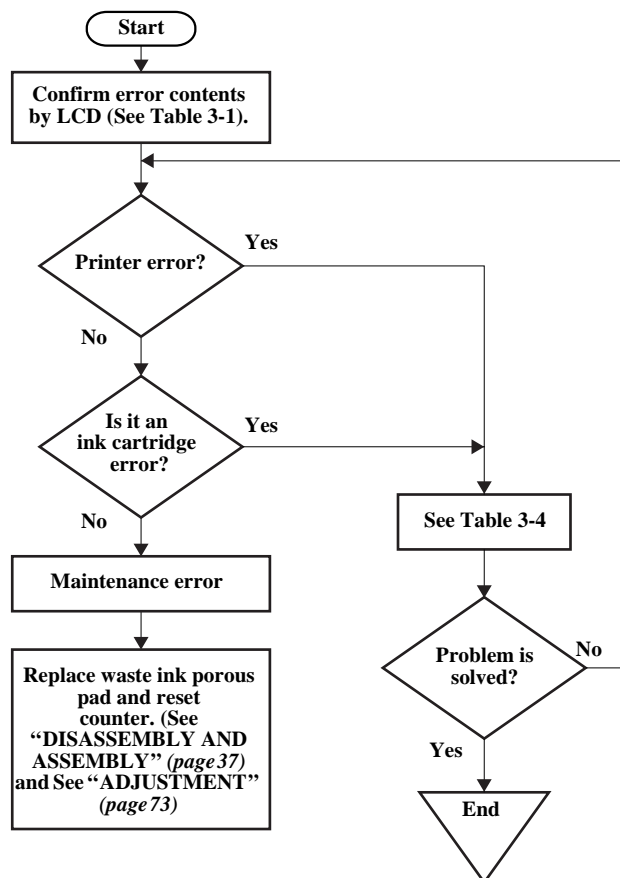 Start
Confirm error contents
by LCD (See Table 3-1).
Printer error?
Yes
No
Is it an
ink cartridge
error?
Yes
No
Maintenance error
Replace waste ink porous
pad and reset
counter. (See
“DISASSEMBLY AND
ASSEMBLY” (page 37)
and See “ADJUSTMENT”
(page 73)
See Table 3-4
Problem is
solved?
No
Yes
End